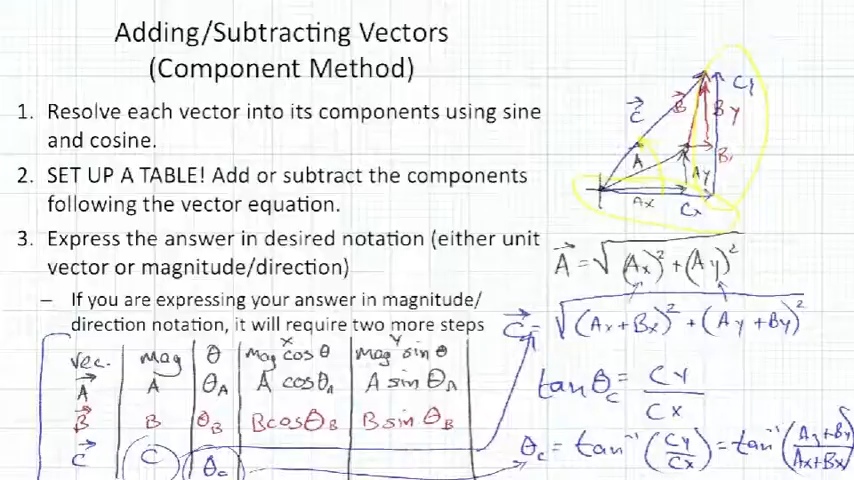 Adding/Subtracting Vectors
(Component Method)
1. Resolve each vector into its components using sine
and cosine.
2. SET UP A TABLE! Add or subtract the components
following the vector equation.
3. Express the answer in desired notation (either unit
vector or magnitude/direction)
– If you are expressing your answer in magnitude/
direction notation, it will require two more steps
Vec. Mag θ Mag cos θ Mag sin θ
x y
A⃗ A θA A cosθA A sin θA
B⃗ B θB BcosθB Bsin θB
C⃗ C θc
C⃗ B⃗ By Cy
A Ay
Ax Cx
A⃗ = √(Ax)² + (Ay)²
C⃗ = √(Ax+Bx)² + (Ay+By)²
tan θc = Cy/Cx
θc = tan⁻¹ (Cy/Cx) = tan⁻¹ (Ay+By/Ax+Bx